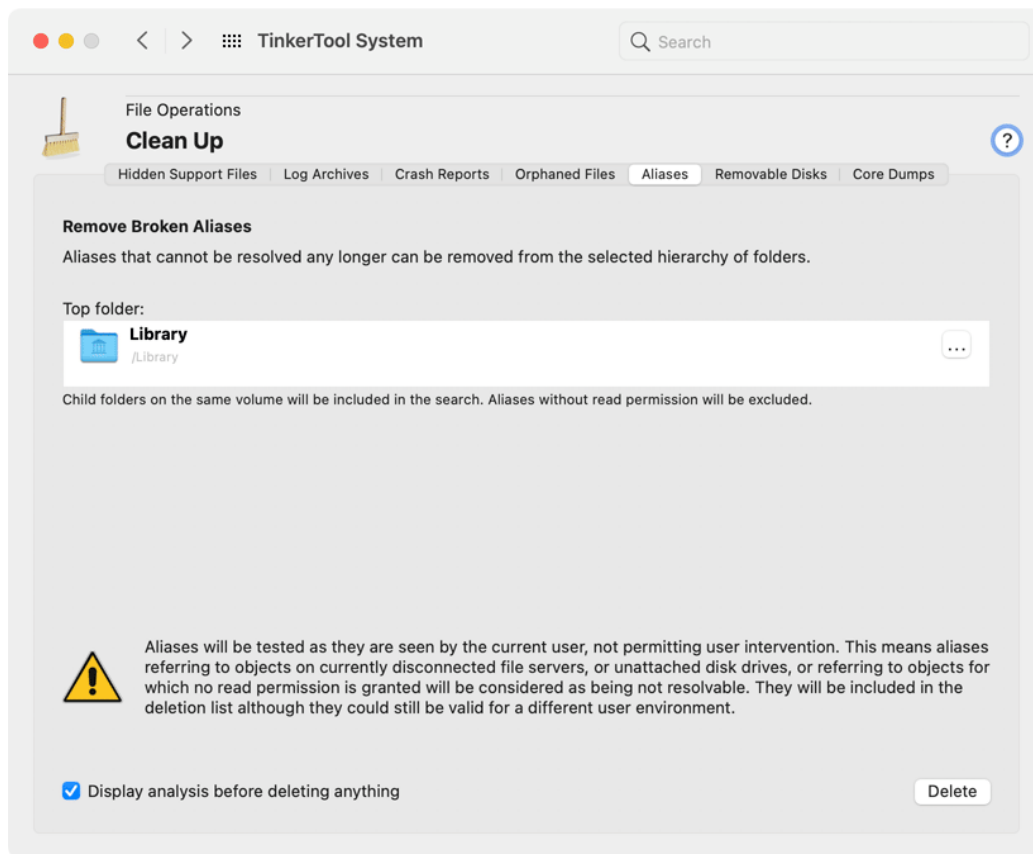 TinkerTool System
Search
File Operations
Clean Up
?
Hidden Support Files Log Archives Crash Reports Orphaned Files Aliases Removable Disks Core Dumps
Remove Broken Aliases
Aliases that cannot be resolved any longer can be removed from the selected hierarchy of folders.
Top folder:
Library
/Library
...
Child folders on the same volume will be included in the search. Aliases without read permission will be excluded.
Aliases will be tested as they are seen by the current user, not permitting user intervention. This means aliases
referring to objects on currently disconnected file servers, or unattached disk drives, or referring to objects for
which no read permission is granted will be considered as being not resolvable. They will be included in the
deletion list although they could still be valid for a different user environment.
Display analysis before deleting anything
Delete